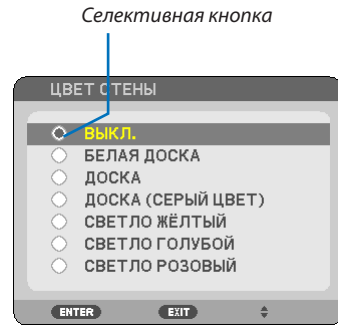 Селективная кнопка
ЦВЕТ СТЕНЫ
ВЫКЛ.
БЕЛАЯ ДОСКА
ДОСКА
ДОСКА (СЕРЫЙ ЦВЕТ)
СВЕТЛО ЖЁЛТЫЙ
СВЕТЛО ГОЛУБОЙ
СВЕТЛО РОЗОВЫЙ
ENTER EXIT